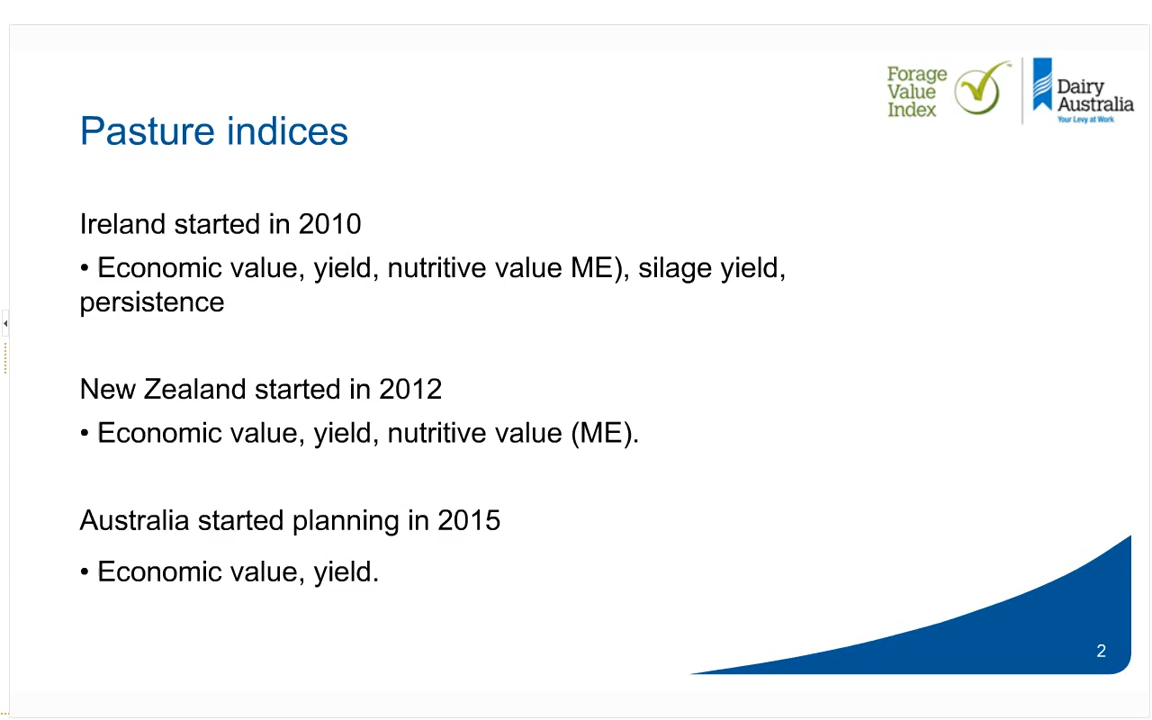 Forage
Value
Index
™
Dairy
Australia
Your Levy at Work
Pasture indices
Ireland started in 2010
• Economic value, yield, nutritive value ME), silage yield,
persistence
New Zealand started in 2012
• Economic value, yield, nutritive value (ME).
Australia started planning in 2015
• Economic value, yield.
2